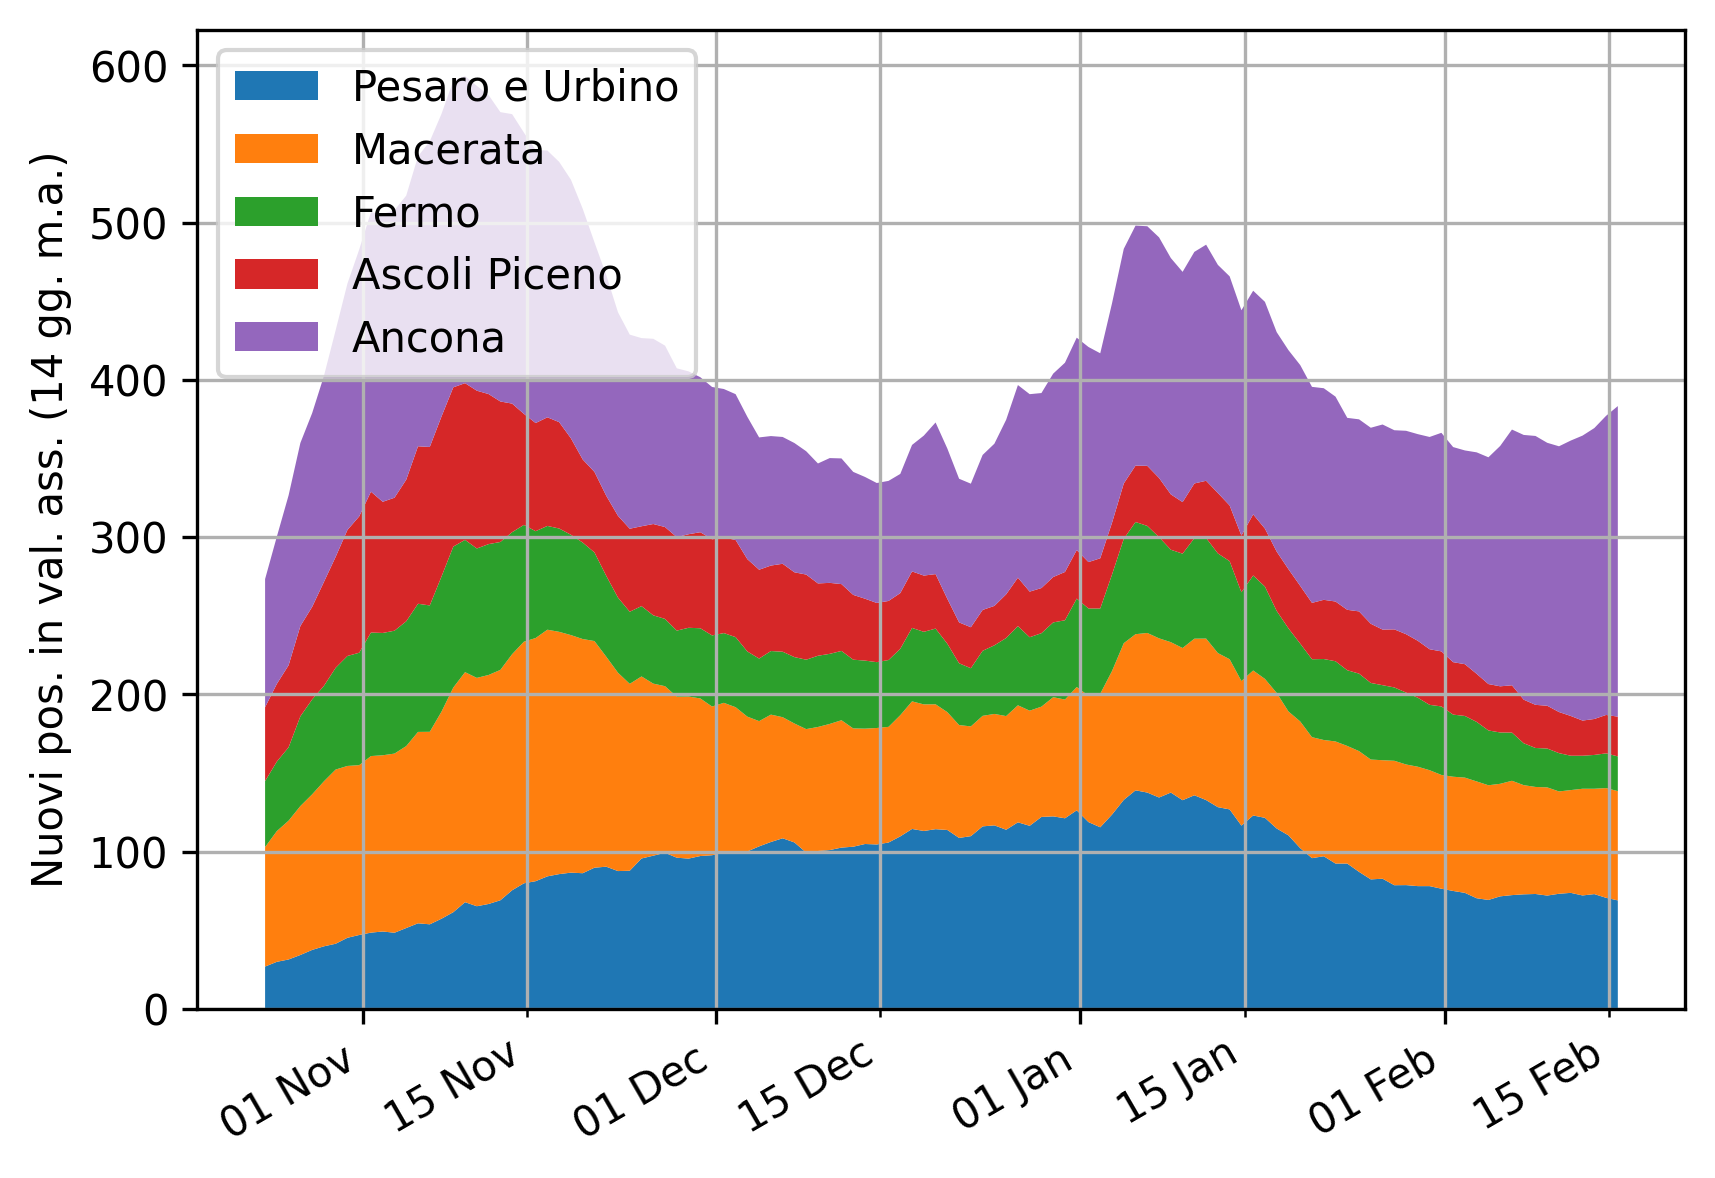 Nuovi pos. in val. ass. (14 gg. m.a.)
600
500
400
300
200
100
0
Pesaro e Urbino
Macerata
Fermo
Ascoli Piceno
Ancona
01 Nov
15 Nov
01 Dec
15 Dec
01 Jan
15 Jan
01 Feb
15 Feb